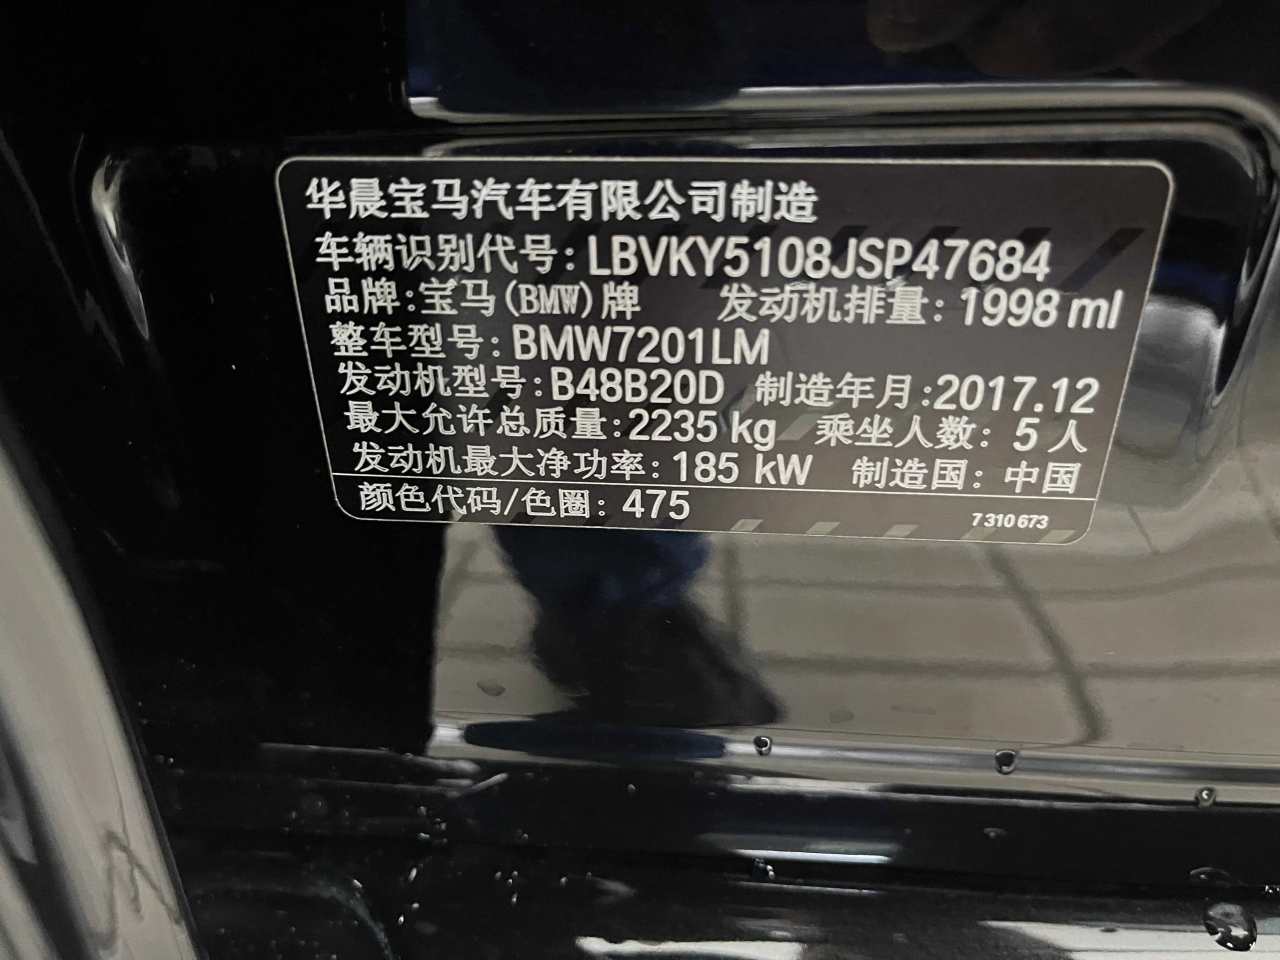 华晨宝马汽车有限公司制造
车辆识别代号:LBVKY5108JSP47684
品牌:宝马(BMW)牌 发动机排量:1998 ml
整车型号:BMW7201LM
发动机型号:B48B20D 制造年月:2017.12
最大允许总质量:2235 kg 乘坐人数: 5 人
发动机最大净功率:185 kW 制造国: 中国
颜色代码/色圈: 475
7 310 673